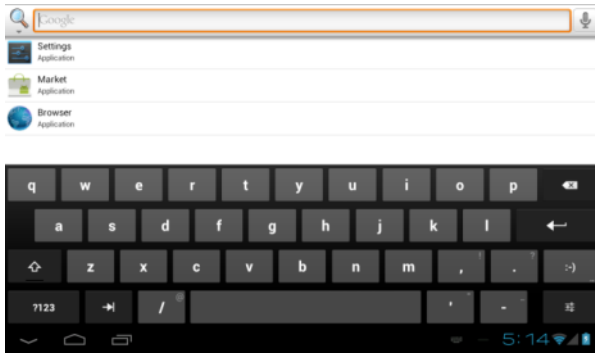 Google
Settings
Application
Market
Application
Browser
Application
q w e r t y u i o p
a s d f g h j k l
z x c v b n m , ! . ? :-)
?123 / @ ' " - _
5:14